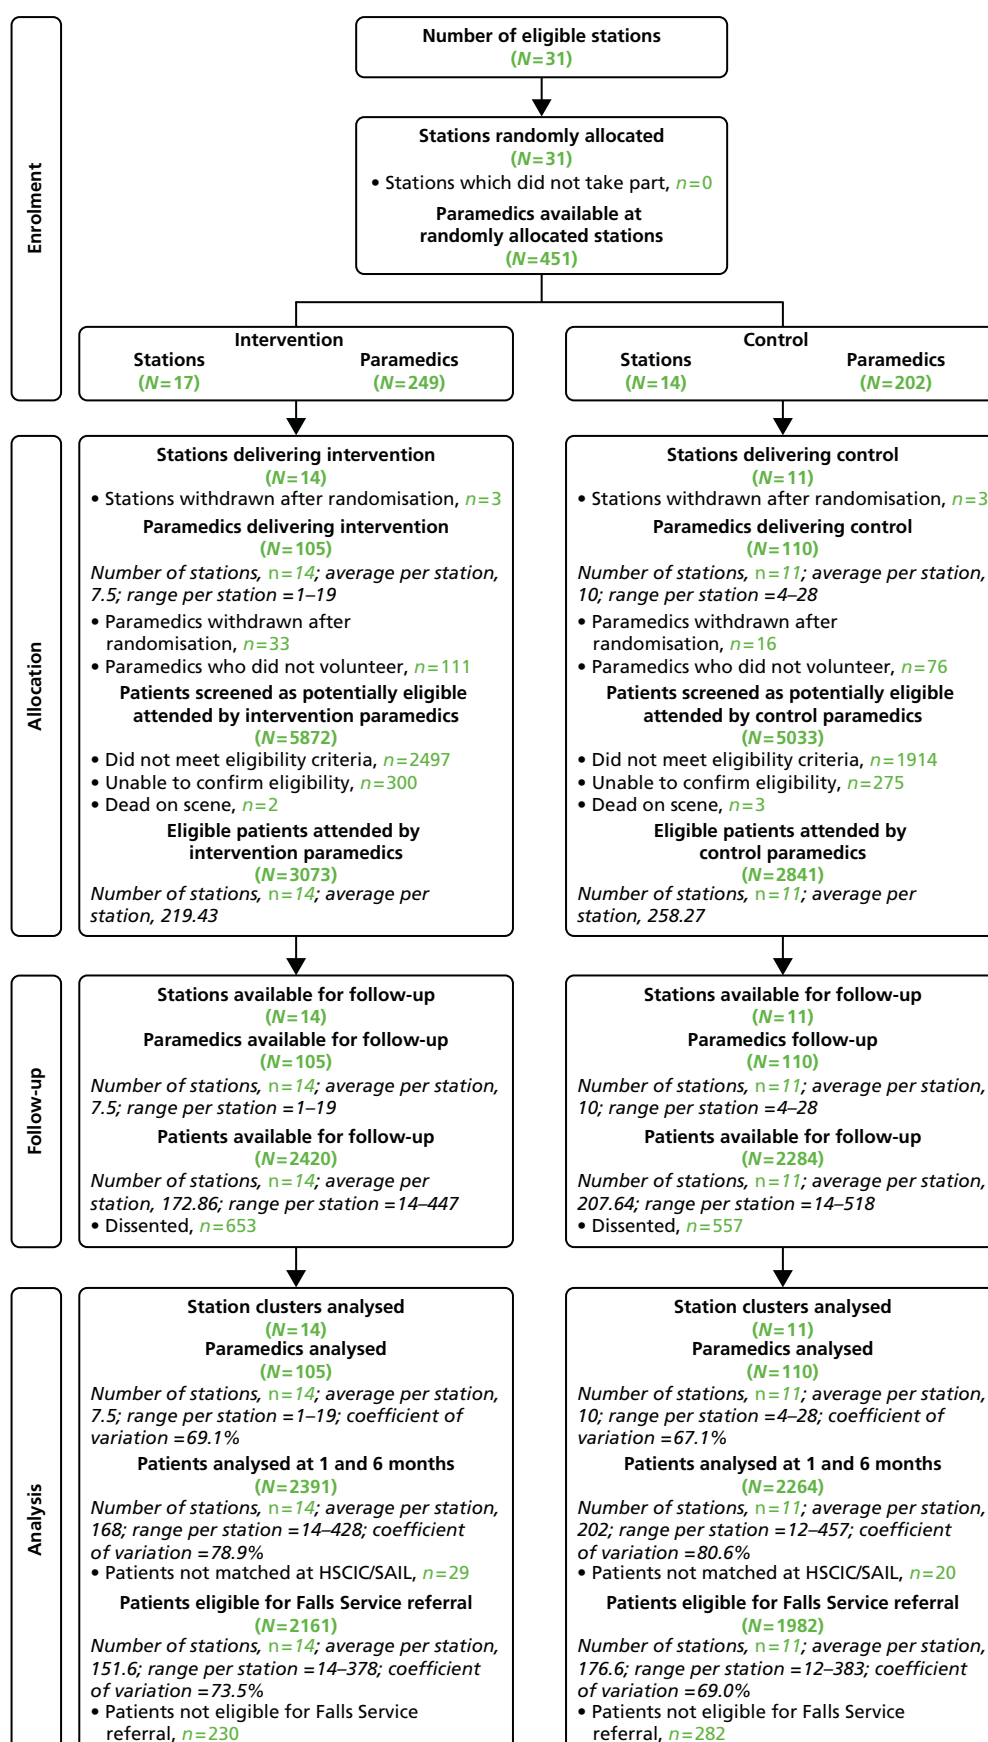 Number of eligible stations
(N=31)
Enrolment
Stations randomly allocated
(N=31)
• Stations which did not take part, n=0
Paramedics available at
randomly allocated stations
(N=451)
Intervention
Stations Paramedics
(N=17) (N=249)
Control
Stations Paramedics
(N=14) (N=202)
Allocation
Stations delivering intervention
(N=14)
• Stations withdrawn after randomisation, n=3
Paramedics delivering intervention
(N=105)
Number of stations, n=14; average per station,
7.5; range per station =1–19
• Paramedics withdrawn after
randomisation, n=33
• Paramedics who did not volunteer, n=111
Patients screened as potentially eligible
attended by intervention paramedics
(N=5872)
• Did not meet eligibility criteria, n=2497
• Unable to confirm eligibility, n=300
• Dead on scene, n=2
Eligible patients attended by
intervention paramedics
(N=3073)
Number of stations, n=14; average per
station, 219.43
Stations delivering control
(N=11)
• Stations withdrawn after randomisation, n=3
Paramedics delivering control
(N=110)
Number of stations, n=11; average per station,
10; range per station =4–28
• Paramedics withdrawn after
randomisation, n=16
• Paramedics who did not volunteer, n=76
Patients screened as potentially eligible
attended by control paramedics
(N=5033)
• Did not meet eligibility criteria, n=1914
• Unable to confirm eligibility, n=275
• Dead on scene, n=3
Eligible patients attended by
control paramedics
(N=2841)
Number of stations, n=11; average per
station, 258.27
Follow-up
Stations available for follow-up
(N=14)
Paramedics available for follow-up
(N=105)
Number of stations, n=14; average per station,
7.5; range per station =1–19
Patients available for follow-up
(N=2420)
Number of stations, n=14; average per
station, 172.86; range per station =14–447
• Dissented, n=653
Stations available for follow-up
(N=11)
Paramedics follow-up
(N=110)
Number of stations, n=11; average per station,
10; range per station =4–28
Patients available for follow-up
(N=2284)
Number of stations, n=11; average per station,
207.64; range per station =14–518
• Dissented, n=557
Analysis
Station clusters analysed
(N=14)
Paramedics analysed
(N=105)
Number of stations, n=14; average per station,
7.5; range per station =1–19; coefficient of
variation =69.1%
Patients analysed at 1 and 6 months
(N=2391)
Number of stations, n=14; average per station,
168; range per station =14–428; coefficient
of variation =78.9%
• Patients not matched at HSCIC/SAIL, n=29
Patients eligible for Falls Service referral
(N=2161)
Number of stations, n=14; average per station,
151.6; range per station =14–378; coefficient
of variation =73.5%
• Patients not eligible for Falls Service
referral, n=230
Station clusters analysed
(N=11)
Paramedics analysed
(N=110)
Number of stations, n=11; average per station,
10; range per station =4–28; coefficient of
variation =67.1%
Patients analysed at 1 and 6 months
(N=2264)
Number of stations, n=11; average per station,
202; range per station =12–457; coefficient
of variation =80.6%
• Patients not matched at HSCIC/SAIL, n=20
Patients eligible for Falls Service referral
(N=1982)
Number of stations, n=11; average per station,
176.6; range per station =12–383; coefficient
of variation =69.0%
• Patients not eligible for Falls Service
referral, n=282